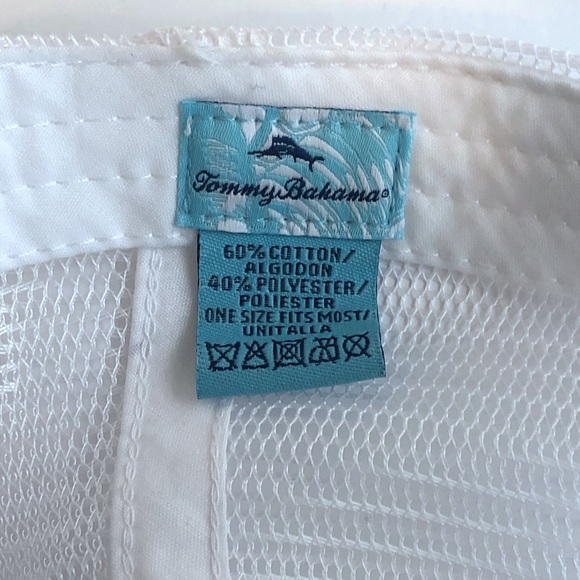 Tommy Bahama®
60% COTTON/
ALGODON
40% POLYESTER/
POLIESTER
ONE SIZE FITS MOST/
UNITALLA